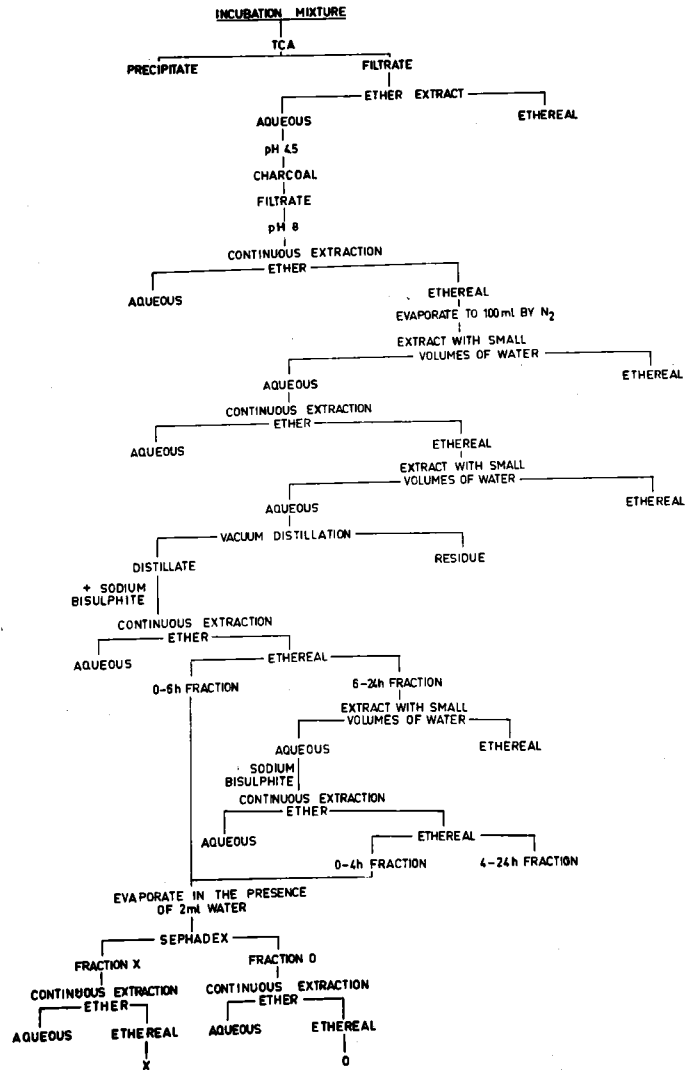 INCUBATION MIXTURE
TCA
PRECIPITATE
FILTRATE
ETHER EXTRACT
AQUEOUS
ETHEREAL
pH 4.5
CHARCOAL
FILTRATE
pH 8
CONTINUOUS EXTRACTION
ETHER
AQUEOUS
ETHEREAL
EVAPORATE TO 100ml BY N2
EXTRACT WITH SMALL
VOLUMES OF WATER
AQUEOUS
ETHEREAL
CONTINUOUS EXTRACTION
ETHER
AQUEOUS
ETHEREAL
EXTRACT WITH SMALL
VOLUMES OF WATER
AQUEOUS
ETHEREAL
VACUUM DISTILLATION
DISTILLATE
RESIDUE
+ SODIUM
BISULPHITE
CONTINUOUS EXTRACTION
ETHER
AQUEOUS
ETHEREAL
0-6h FRACTION
6-24h FRACTION
EXTRACT WITH SMALL
VOLUMES OF WATER
AQUEOUS
ETHEREAL
SODIUM
BISULPHITE
CONTINUOUS EXTRACTION
ETHER
AQUEOUS
ETHEREAL
0-4h FRACTION
4-24h FRACTION
EVAPORATE IN THE PRESENCE
OF 2ml WATER
SEPHADEX
FRACTION X
FRACTION O
CONTINUOUS EXTRACTION
ETHER
CONTINUOUS EXTRACTION
ETHER
AQUEOUS
ETHEREAL
AQUEOUS
ETHEREAL
X
O